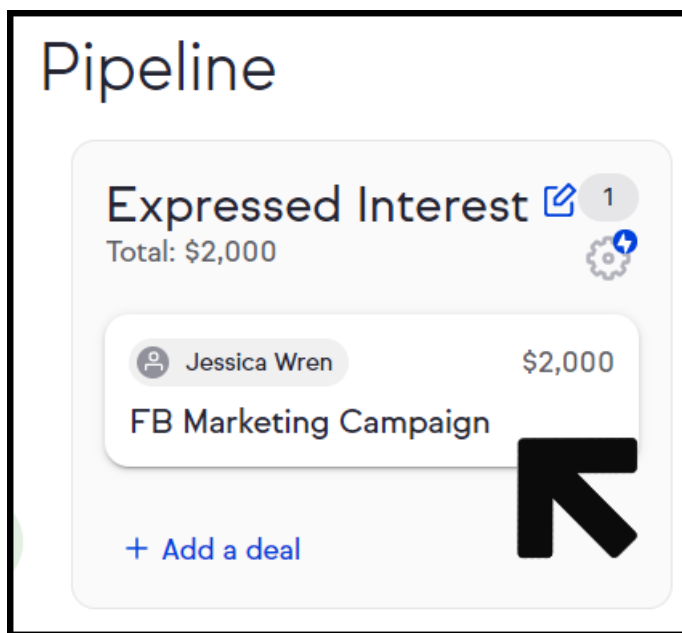 Pipeline
Expressed Interest 1
Total: $2,000
Jessica Wren $2,000
FB Marketing Campaign
+ Add a deal